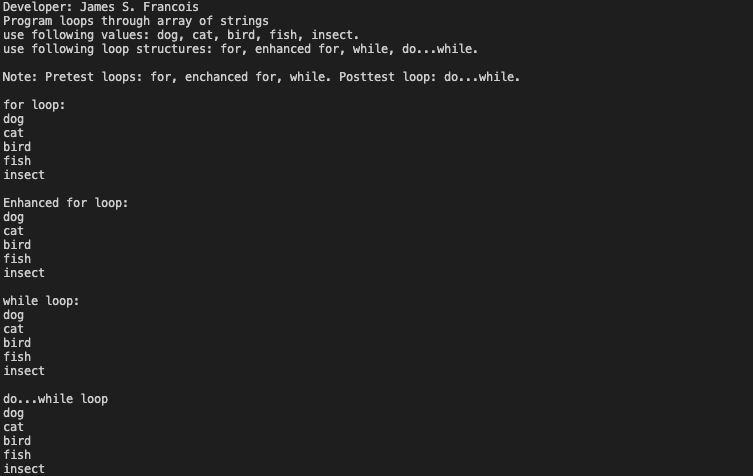 Developer: James S. Francois
Program loops through array of strings
use following values: dog, cat, bird, fish, insect.
use following loop structures: for, enhanced for, while, do...while.
Note: Pretest loops: for, enchanced for, while. Posttest loop: do...while.
for loop:
dog
cat
bird
fish
insect
Enhanced for loop:
dog
cat
bird
fish
insect
while loop:
dog
cat
bird
fish
insect
do...while loop
dog
cat
bird
fish
insect